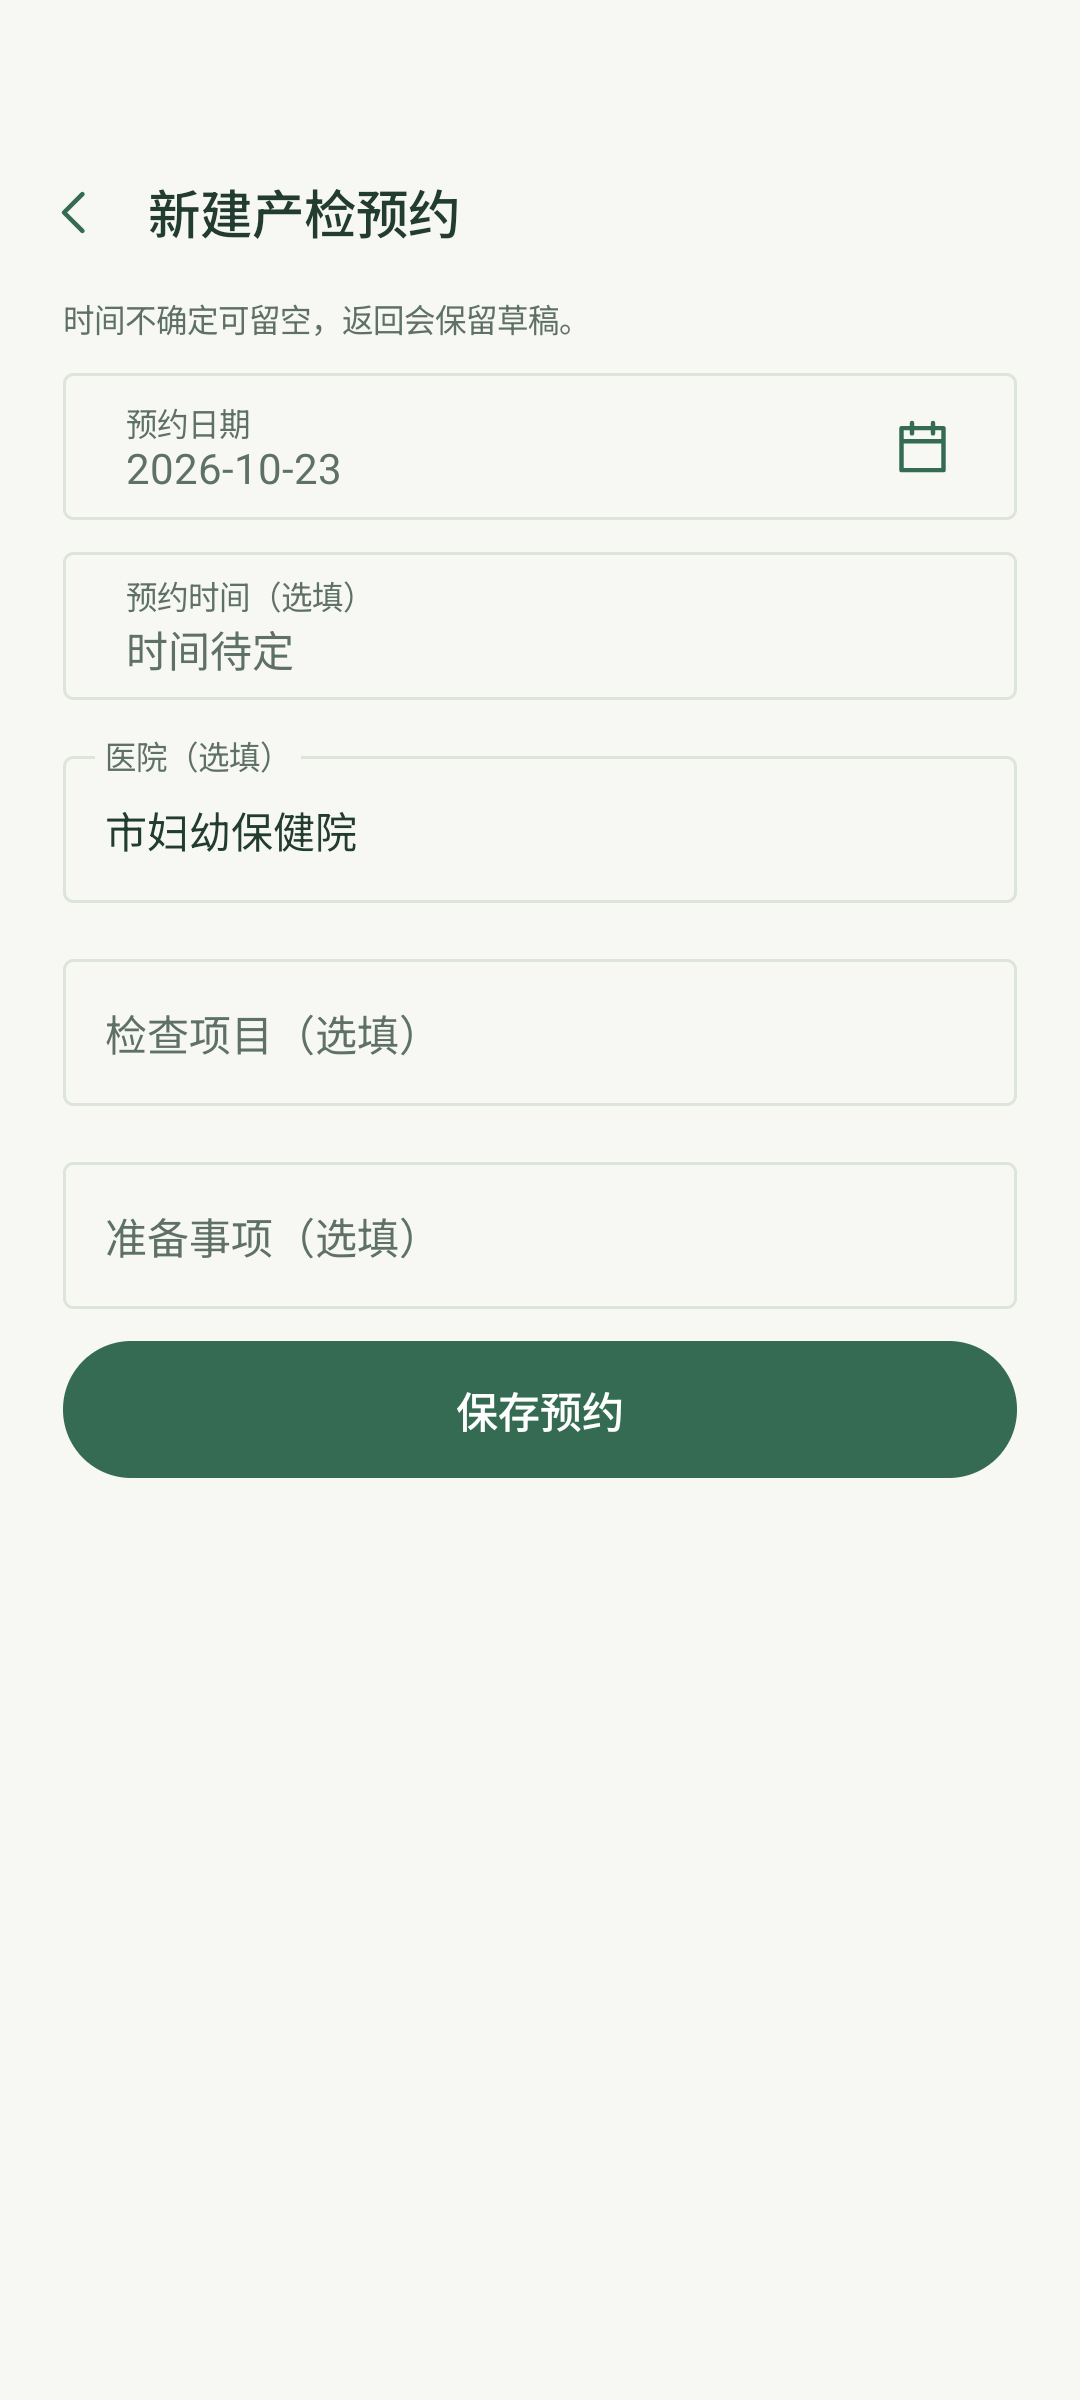 新建产检预约
时间不确定可留空，返回会保留草稿。
预约日期
2026-10-23
预约时间（选填）
时间待定
医院（选填）
市妇幼保健院
检查项目（选填）
准备事项（选填）
保存预约